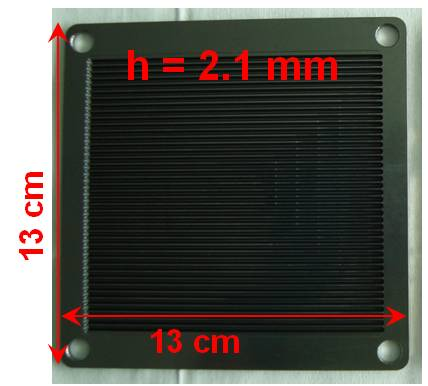 h = 2.1 mm
13 cm
13 cm